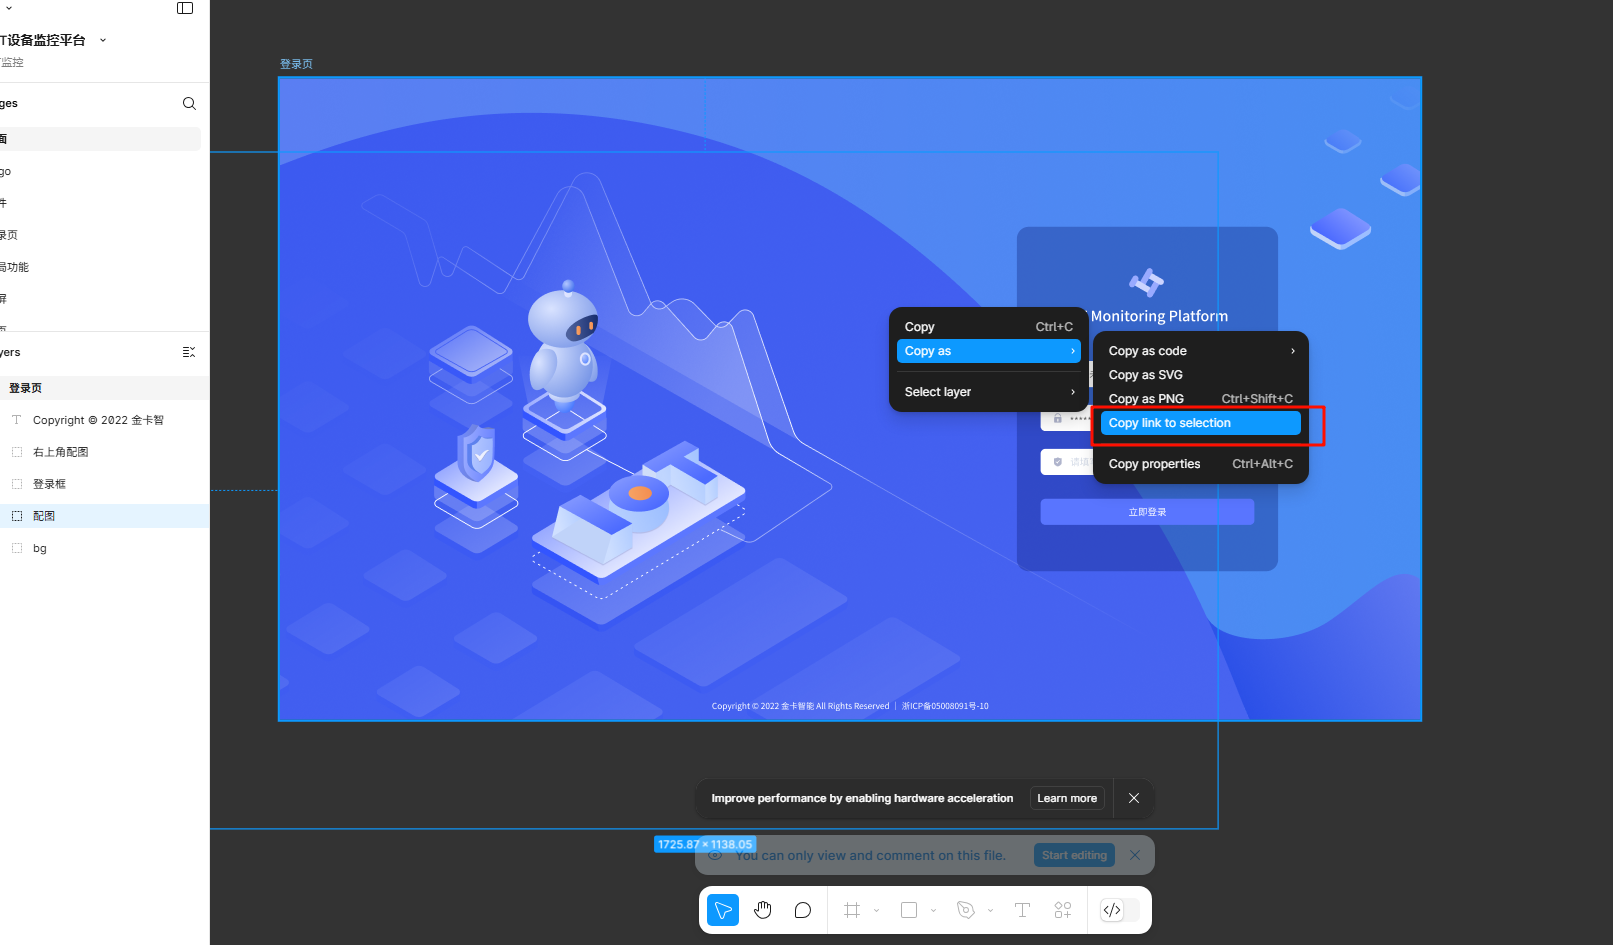 T设备监控平台
监控
ges
面
go
件
录页
局功能
屏
yers
登录页
Copyright © 2022 金卡智
右上角配图
登录框
配图
bg
登录页
Monitoring Platform
Copy Ctrl+C
Copy as
Select layer
Copy as code
Copy as SVG
Copy as PNG Ctrl+Shift+C
Copy link to selection
Copy properties Ctrl+Alt+C
请填
立即登录
Copyright © 2022 金卡智能 All Rights Reserved | 浙ICP备05008091号-10
Improve performance by enabling hardware acceleration Learn more
1725.87 × 1138.05
You can only view and comment on this file. Start editing